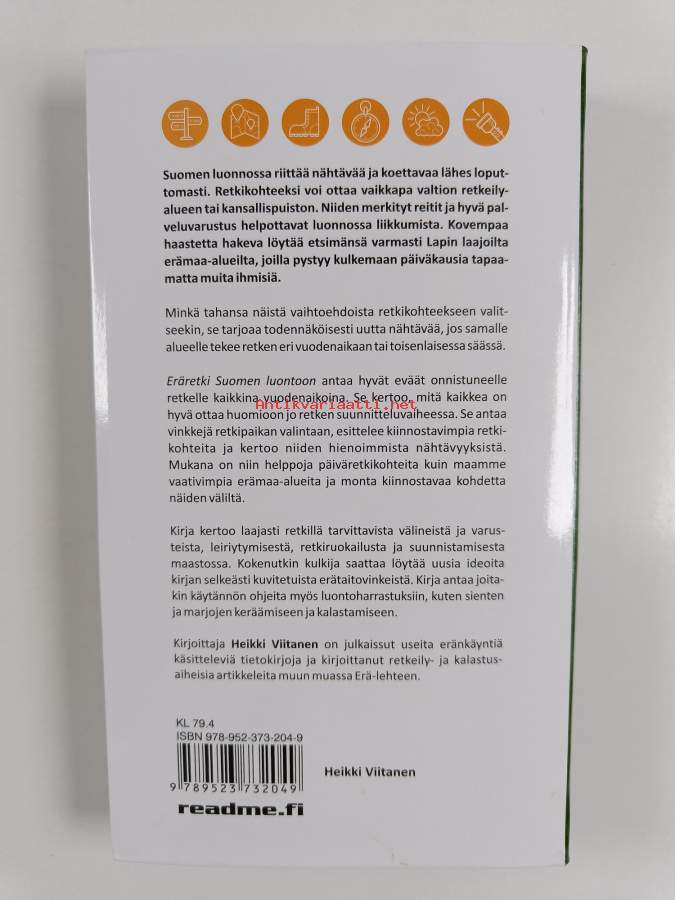 Suomen luonnossa riittää nähtävää ja koettavaa lähes loput-
tomasti. Retkikohteeksi voi ottaa vaikkapa valtion retkeily-
alueen tai kansallispuiston. Niiden merkityt reitit ja hyvä pal-
veluvarustus helpottavat luonnossa liikkumista. Kovempaa
haastetta hakeva löytää etsimänsä varmasti Lapin laajoilta
erämaa-alueilta, joilla pystyy kulkemaan päiväkausia tapaa-
matta muita ihmisiä.
Minkä tahansa näistä vaihtoehdoista retkikohteekseen valit-
seekin, se tarjoaa todennäköisesti uutta nähtävää, jos samalle
alueelle tekee retken eri vuodenaikaan tai toisenlaisessa säässä.
Eräretki Suomen luontoon antaa hyvät eväät onnistuneelle
retkelle kaikkina vuodenaikoina. Se kertoo, mitä kaikkea on
Antikvariaatti.net
hyvä ottaa huomioon jo retken suunnitteluvaiheessa. Se antaa
vinkkejä retkipaikan valintaan, esittelee kiinnostavimpia retki-
kohteita ja kertoo niiden hienoimmista nähtävyyksistä.
Mukana on niin helppoja päiväretkikohteita kuin maamme
vaativimpia erämaa-alueita ja monta kiinnostavaa kohdetta
näiden väliltä.
Kirja kertoo laajasti retkillä tarvittavista välineistä ja varus-
teista, leiriytymisestä, retkiruokailusta ja suunnistamisesta
maastossa. Kokenutkin kulkija saattaa löytää uusia ideoita
kirjan selkeästi kuvitetuista erätaitovinkeistä. Kirja antaa joita-
kin käytännön ohjeita myös luontoharrastuksiin, kuten sienten
ja marjojen keräämiseen ja kalastamiseen.
Kirjoittaja Heikki Viitanen on julkaissut useita eränkäyntiä
käsitteleviä tietokirjoja ja kirjoittanut retkeily- ja kalastus-
aiheisia artikkeleita muun muassa Erä-lehteen.
KL 79.4
ISBN 978-952-373-204-9
9 789523 732049
Heikki Viitanen
readme.fi